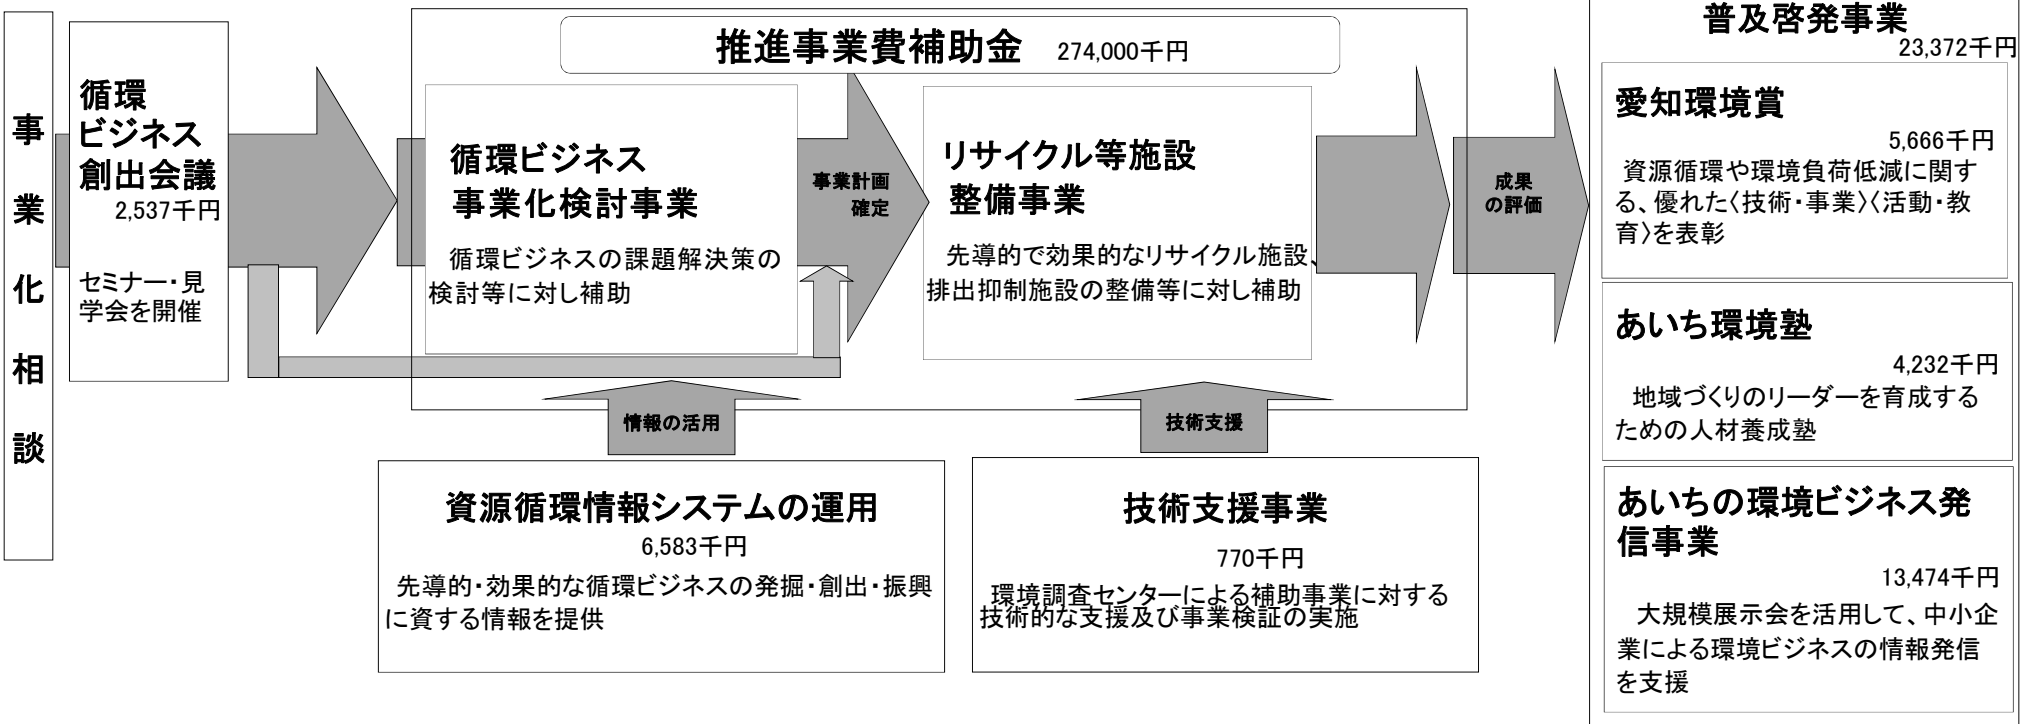 事業化相談
循環
ビジネス
創出会議
2,537千円
セミナー・見
学会を開催
推進事業費補助金 274,000千円
循環ビジネス
事業化検討事業
循環ビジネスの課題解決策の
検討等に対し補助
事業計画
確定
リサイクル等施設
整備事業
先導的で効果的なリサイクル施設、
排出抑制施設の整備等に対し補助
成果
の評価
情報の活用
技術支援
資源循環情報システムの運用
6,583千円
先導的・効果的な循環ビジネスの発掘・創出・振興
に資する情報を提供
技術支援事業
770千円
環境調査センターによる補助事業に対する
技術的な支援及び事業検証の実施
普及啓発事業
23,372千円
愛知環境賞
5,666千円
資源循環や環境負荷低減に関す
る、優れた〈技術・事業〉〈活動・教
育〉を表彰
あいち環境塾
4,232千円
地域づくりのリーダーを育成する
ための人材養成塾
あいちの環境ビジネス発
信事業
13,474千円
大規模展示会を活用して、中小企
業による環境ビジネスの情報発信
を支援